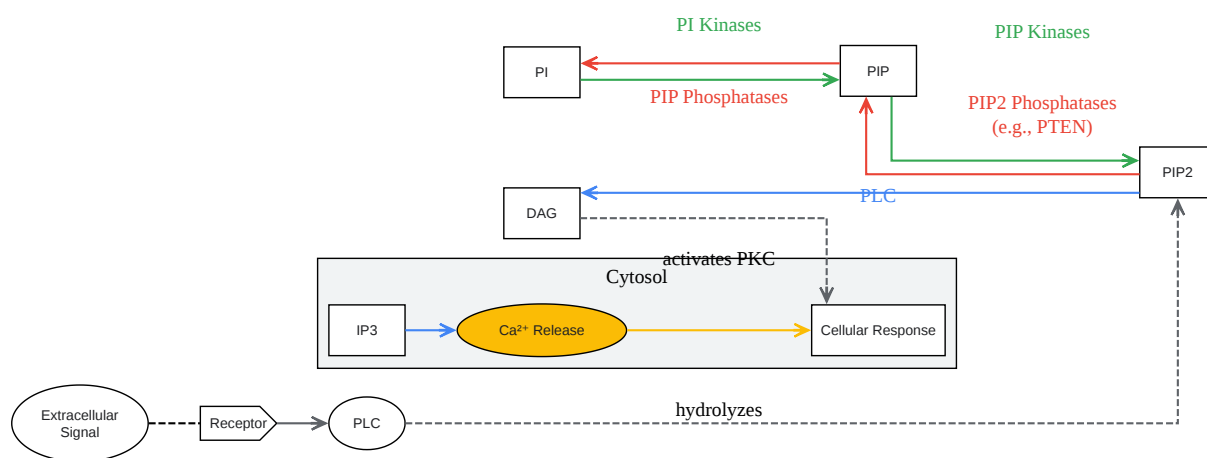 PI Kinases
PIP Kinases
PI
PIP
PIP Phosphatases
PIP2 Phosphatases
(e.g., PTEN)
PIP2
PLC
DAG
activates PKC
Cytosol
IP3
Ca²⁺ Release
Cellular Response
hydrolyzes
Extracellular
Signal
Receptor
PLC